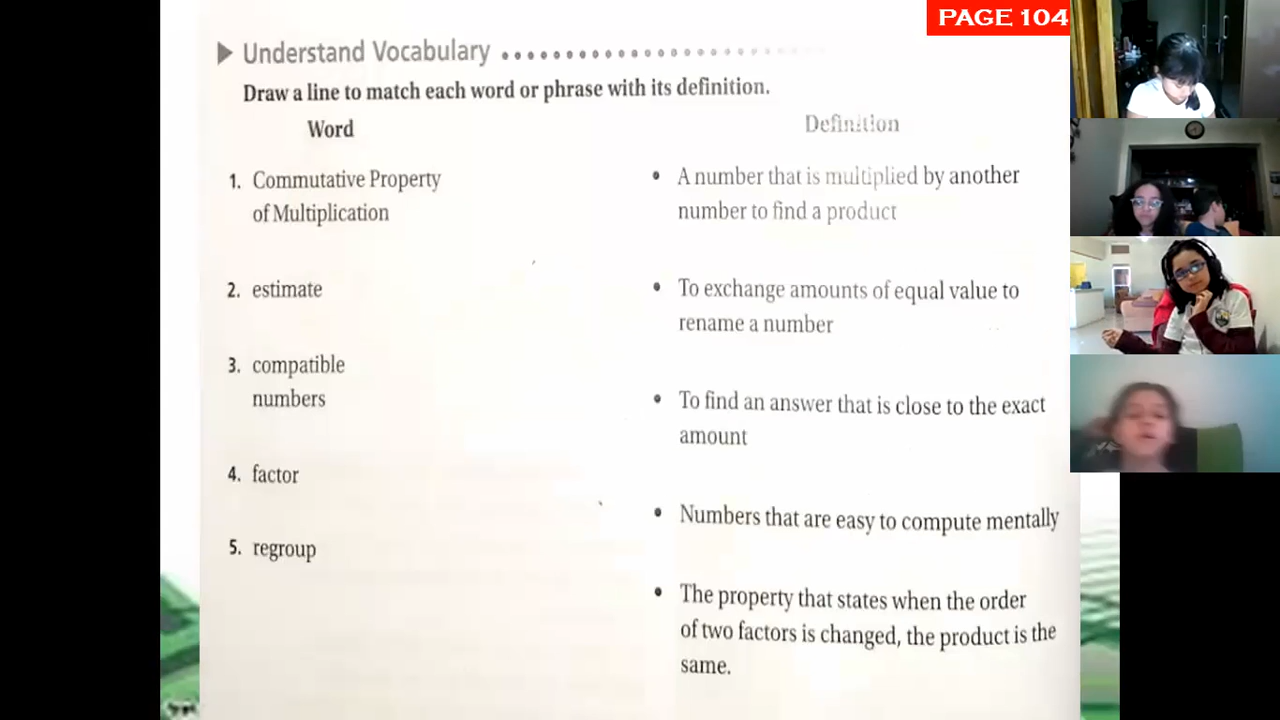 PAGE 104
Understand Vocabulary
Draw a line to match each word or phrase with its definition.
Word
Definition
1. Commutative Property
of Multiplication
2. estimate
3. compatible
numbers
4. factor
5. regroup
• A number that is multiplied by another
number to find a product
• To exchange amounts of equal value to
rename a number
• To find an answer that is close to the exact
amount
• Numbers that are easy to compute mentally
• The property that states when the order
of two factors is changed, the product is the
same.